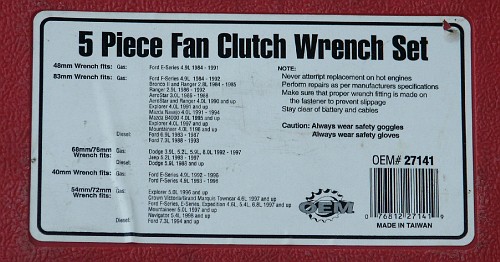 5 Piece Fan Clutch Wrench Set
48mm Wrench fits: Gas: Ford E-Series 4.9L 1984 - 1991
83mm Wrench fits: Gas: Ford F-Series 4.9L 1984 - 1992
Bronco II and Ranger 2.8L 1984 - 1985
Ranger 2.9L 1986 - 1992
AeroStar 3.0L 1986 - 1988
AeroStar and Ranger 4.0L 1990 and up
Explorer 4.0L 1991 and up
Mazda Navajo 4.0L 1991 - 1994
Mazda B4000 4.0L 1995 and up
Explorer 4.0L 1997 and up
Mountaineer 4.0L 1998 and up
Diesel: Ford 6.9L 1983 - 1987
Ford 7.3L 1988 - 1993
68mm/76mm
Wrench fits: Gas: Dodge 3.9L, 5.2L, 5.9L, 8.0L 1992 - 1997
Jeep 5.2L 1993 - 1997
Diesel: Dodge 5.9L 1988 and up
40mm Wrench fits: Gas: Ford E-Series 4.9L 1992 - 1996
Ford F-Series 4.9L 1993 - 1996
54mm/72mm
Wrench fits: Gas: Explorer 5.0L 1996 and up
Crown Victoria/Grand Marquis Towncar 4.6L 1997 and up
Ford F-Series, E-Series, Expedition 4.6L, 5.4L, 6.8L 1997 and up
Mountaineer 5.0L 1997 and up
Navigator 5.4L 1998 and up
Diesel: Ford 7.3L 1994 and up
NOTE:
Never attempt replacement on hot engines
Perform repairs as per manufacturers specifications
Make sure that proper wrench fitting is made on
the fastener to prevent slippage
Stay clear of battery and cables
Caution: Always wear safety goggles
Always wear safety gloves
OEM# 27141
OEM
0 76812 27141 9
MADE IN TAIWAN